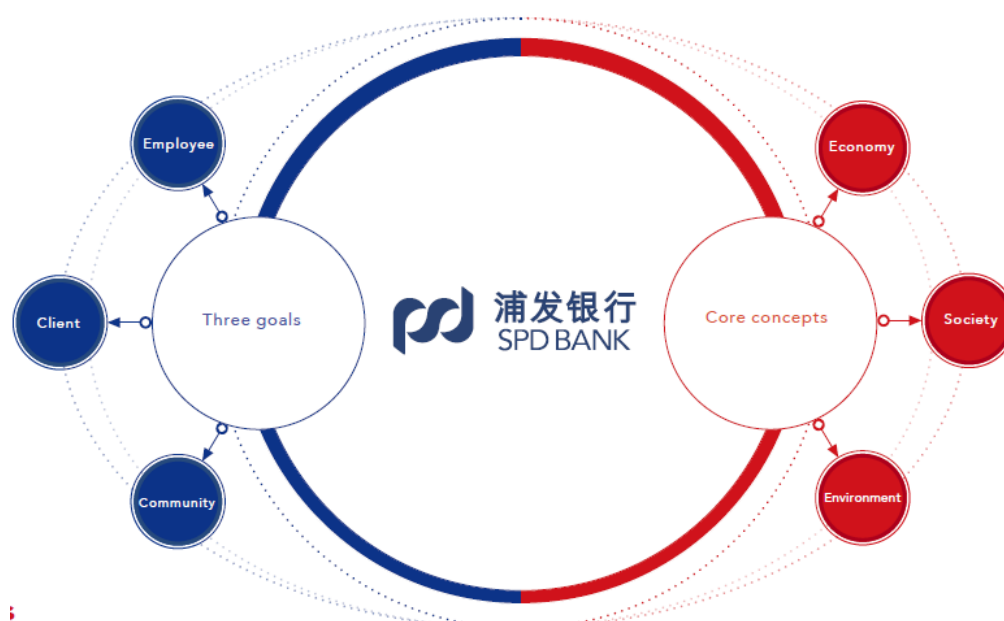 Employee
Economy
Client
Three goals
浦发银行
SPD BANK
Core concepts
Society
Community
Environment
s